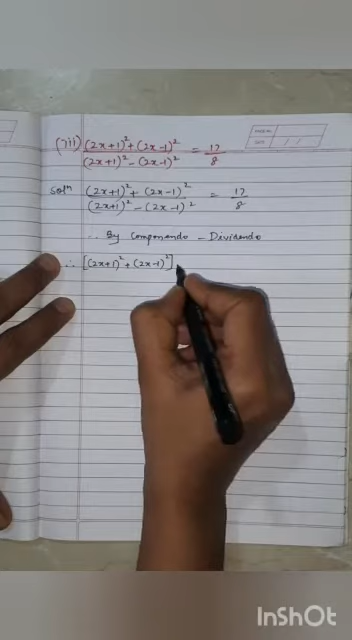 (vii) (2x+1)² + (2x-1)² / (2x+1)² - (2x-1)² = 17/8
Solⁿ (2x+1)² + (2x-1)² / (2x+1)² - (2x-1)² = 17/8
∴ By Componendo - Dividendo
∴ [(2x+1)² + (2x-1)²]
InShOt